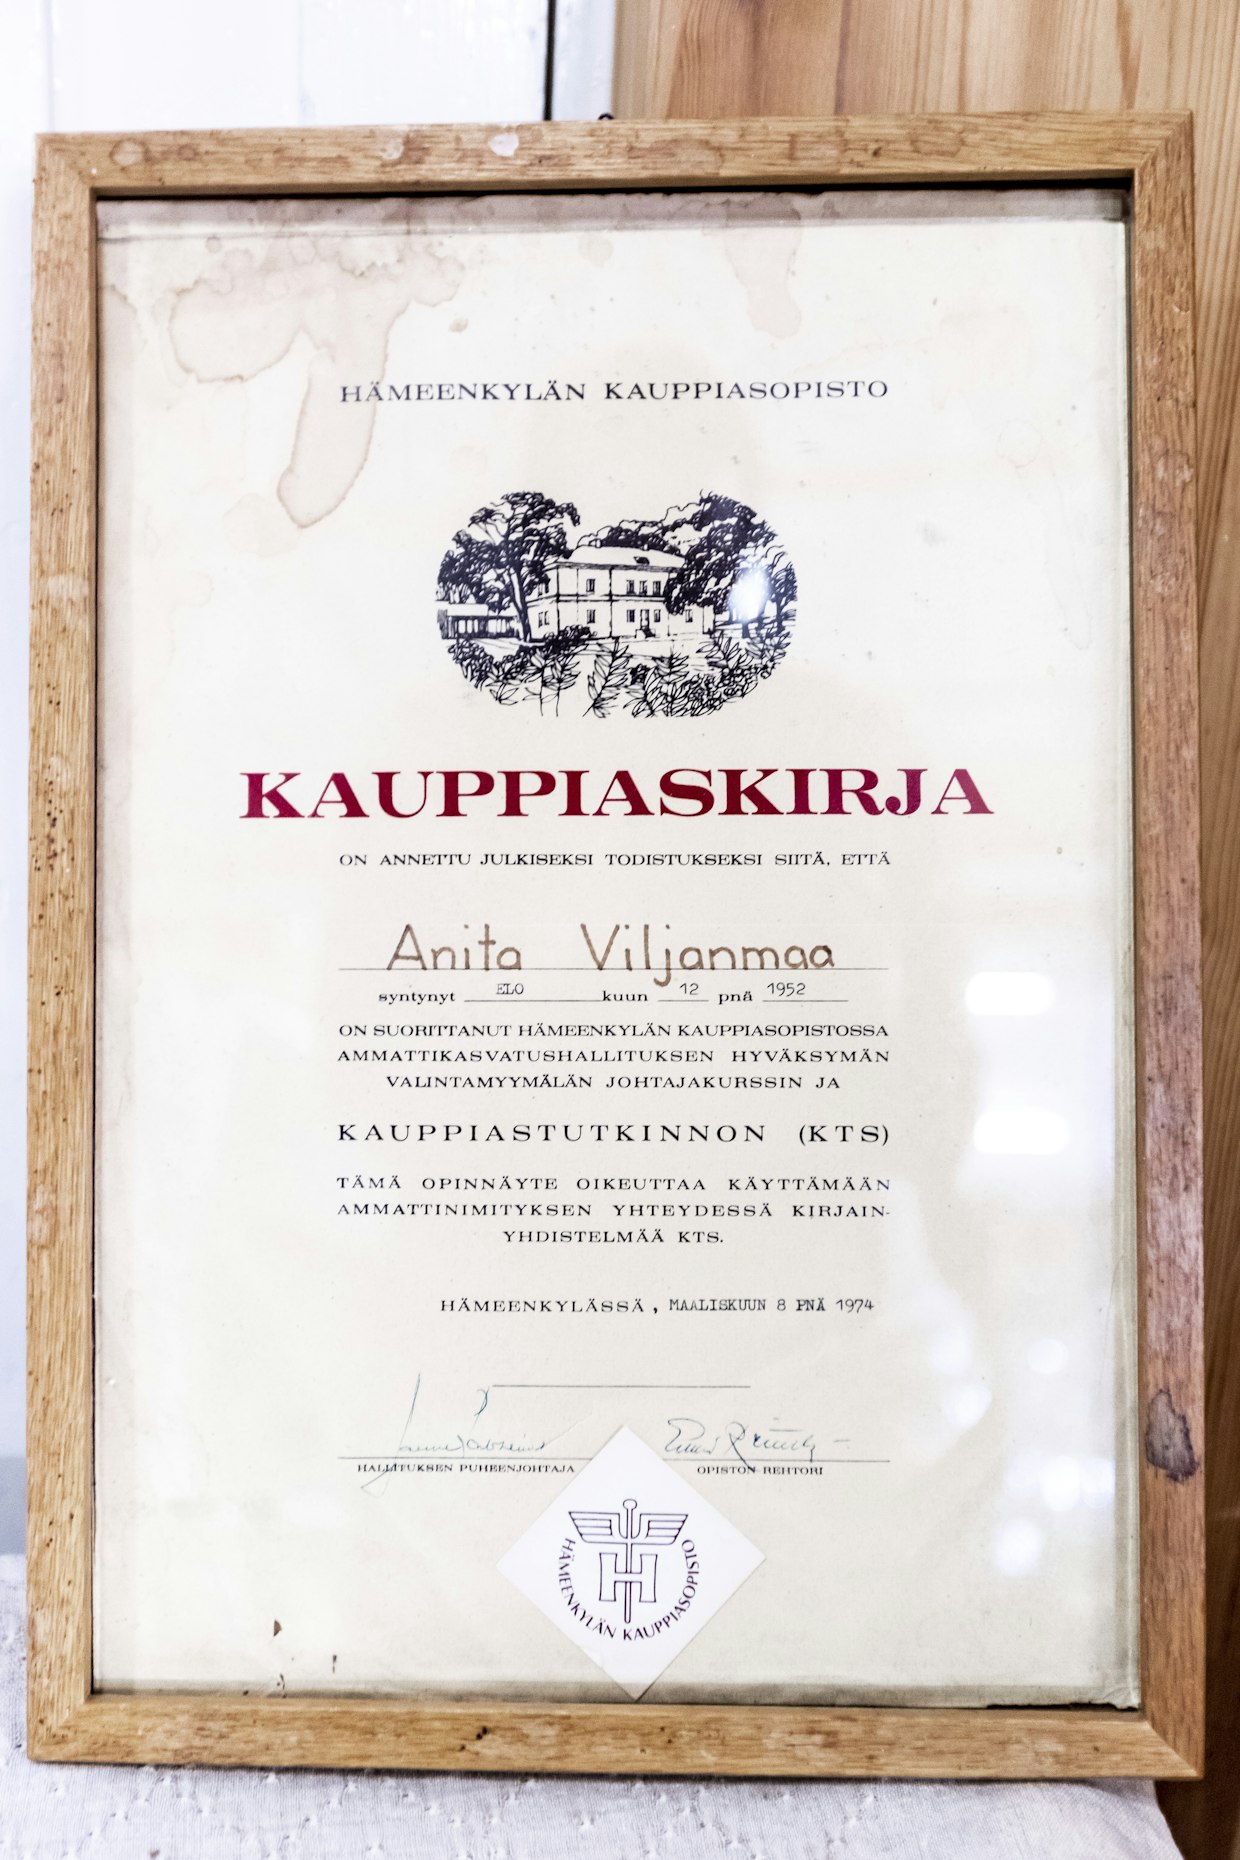 HÄMEENKYLÄN KAUPPIASOPISTO
KAUPPIASKIRJA
ON ANNETTU JULKISEKSI TODISTUKSEKSI SIITÄ, ETTÄ
Anita Viljanmaa
syntynyt ELO kuun 12 pnä 1952
ON SUORITTANUT HÄMEENKYLÄN KAUPPIASOPISTOSSA
AMMATTIKASVATUSHALLITUKSEN HYVÄKSYMÄN
VALINTAMYYMÄLÄN JOHTAJAKURSSIN JA
KAUPPIASTUTKINNON (KTS)
TÄMÄ OPINNÄYTE OIKEUTTAA KÄYTTÄMÄÄN
AMMATTINIMITYKSEN YHTEYDESSÄ KIRJAIN-
YHDISTELMÄÄ KTS.
HÄMEENKYLÄSSÄ, MAALISKUUN 8 PNÄ 1974
HALLITUKSEN PUHEENJOHTAJA OPISTON REHTORI
H
HÄMEENKYLÄN KAUPPIASOPISTO